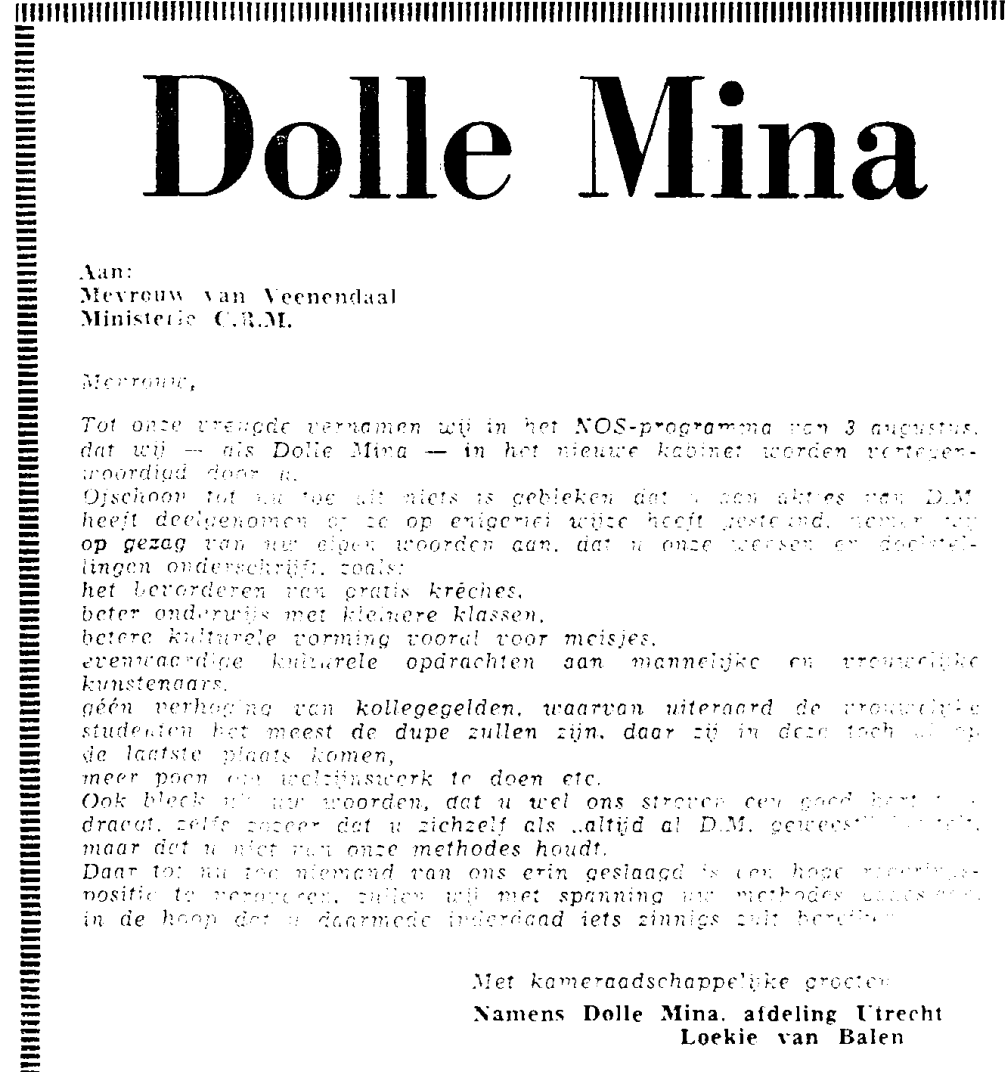 Dolle Mina
Aan:
Mevrouw van Veenendaal
Ministerie C.R.M.
Mevrouw,
Tot onze vreugde vernamen wij in het NOS-programma van 3 augustus,
dat wij — als Dolle Mina — in het nieuwe kabinet worden vertegen-
woordigd door u.
Ofschoon tot nu toe uit niets is gebleken dat u aan akties van D.M.
heeft deelgenomen of ze op enigerlei wijze heeft gesteund, nemen wij
op gezag van uw eigen woorden aan, dat u onze wensen en doelstel-
lingen onderschrijft, zoals:
het bevorderen van gratis krèches,
beter onderwijs met kleinere klassen,
betere kulturele vorming vooral voor meisjes,
evenwaardige kulturele opdrachten aan mannelijke en vrouwelijke
kunstenaars,
géén verhoging van kollegegelden, waarvan uiteraard de vrouwelijke
studenten het meest de dupe zullen zijn, daar zij in deze toch al op
de laatste plaats komen,
meer poen om welzijnswerk te doen etc.
Ook bleek uit uw woorden, dat u wel ons streven een goed hart toe-
draagt, zelfs zozeer dat u zichzelf als „altijd al D.M. geweest"
maar dat u niet van onze methodes houdt.
Daar tot nu toe niemand van ons erin geslaagd is een hoge regerings-
positie te veroveren, zullen wij met spanning uw methodes
in de hoop dat u daarmede inderdaad iets zinnigs zult bereiken
Met kameraadschappelijke groeten
Namens Dolle Mina, afdeling Utrecht
Loekie van Balen